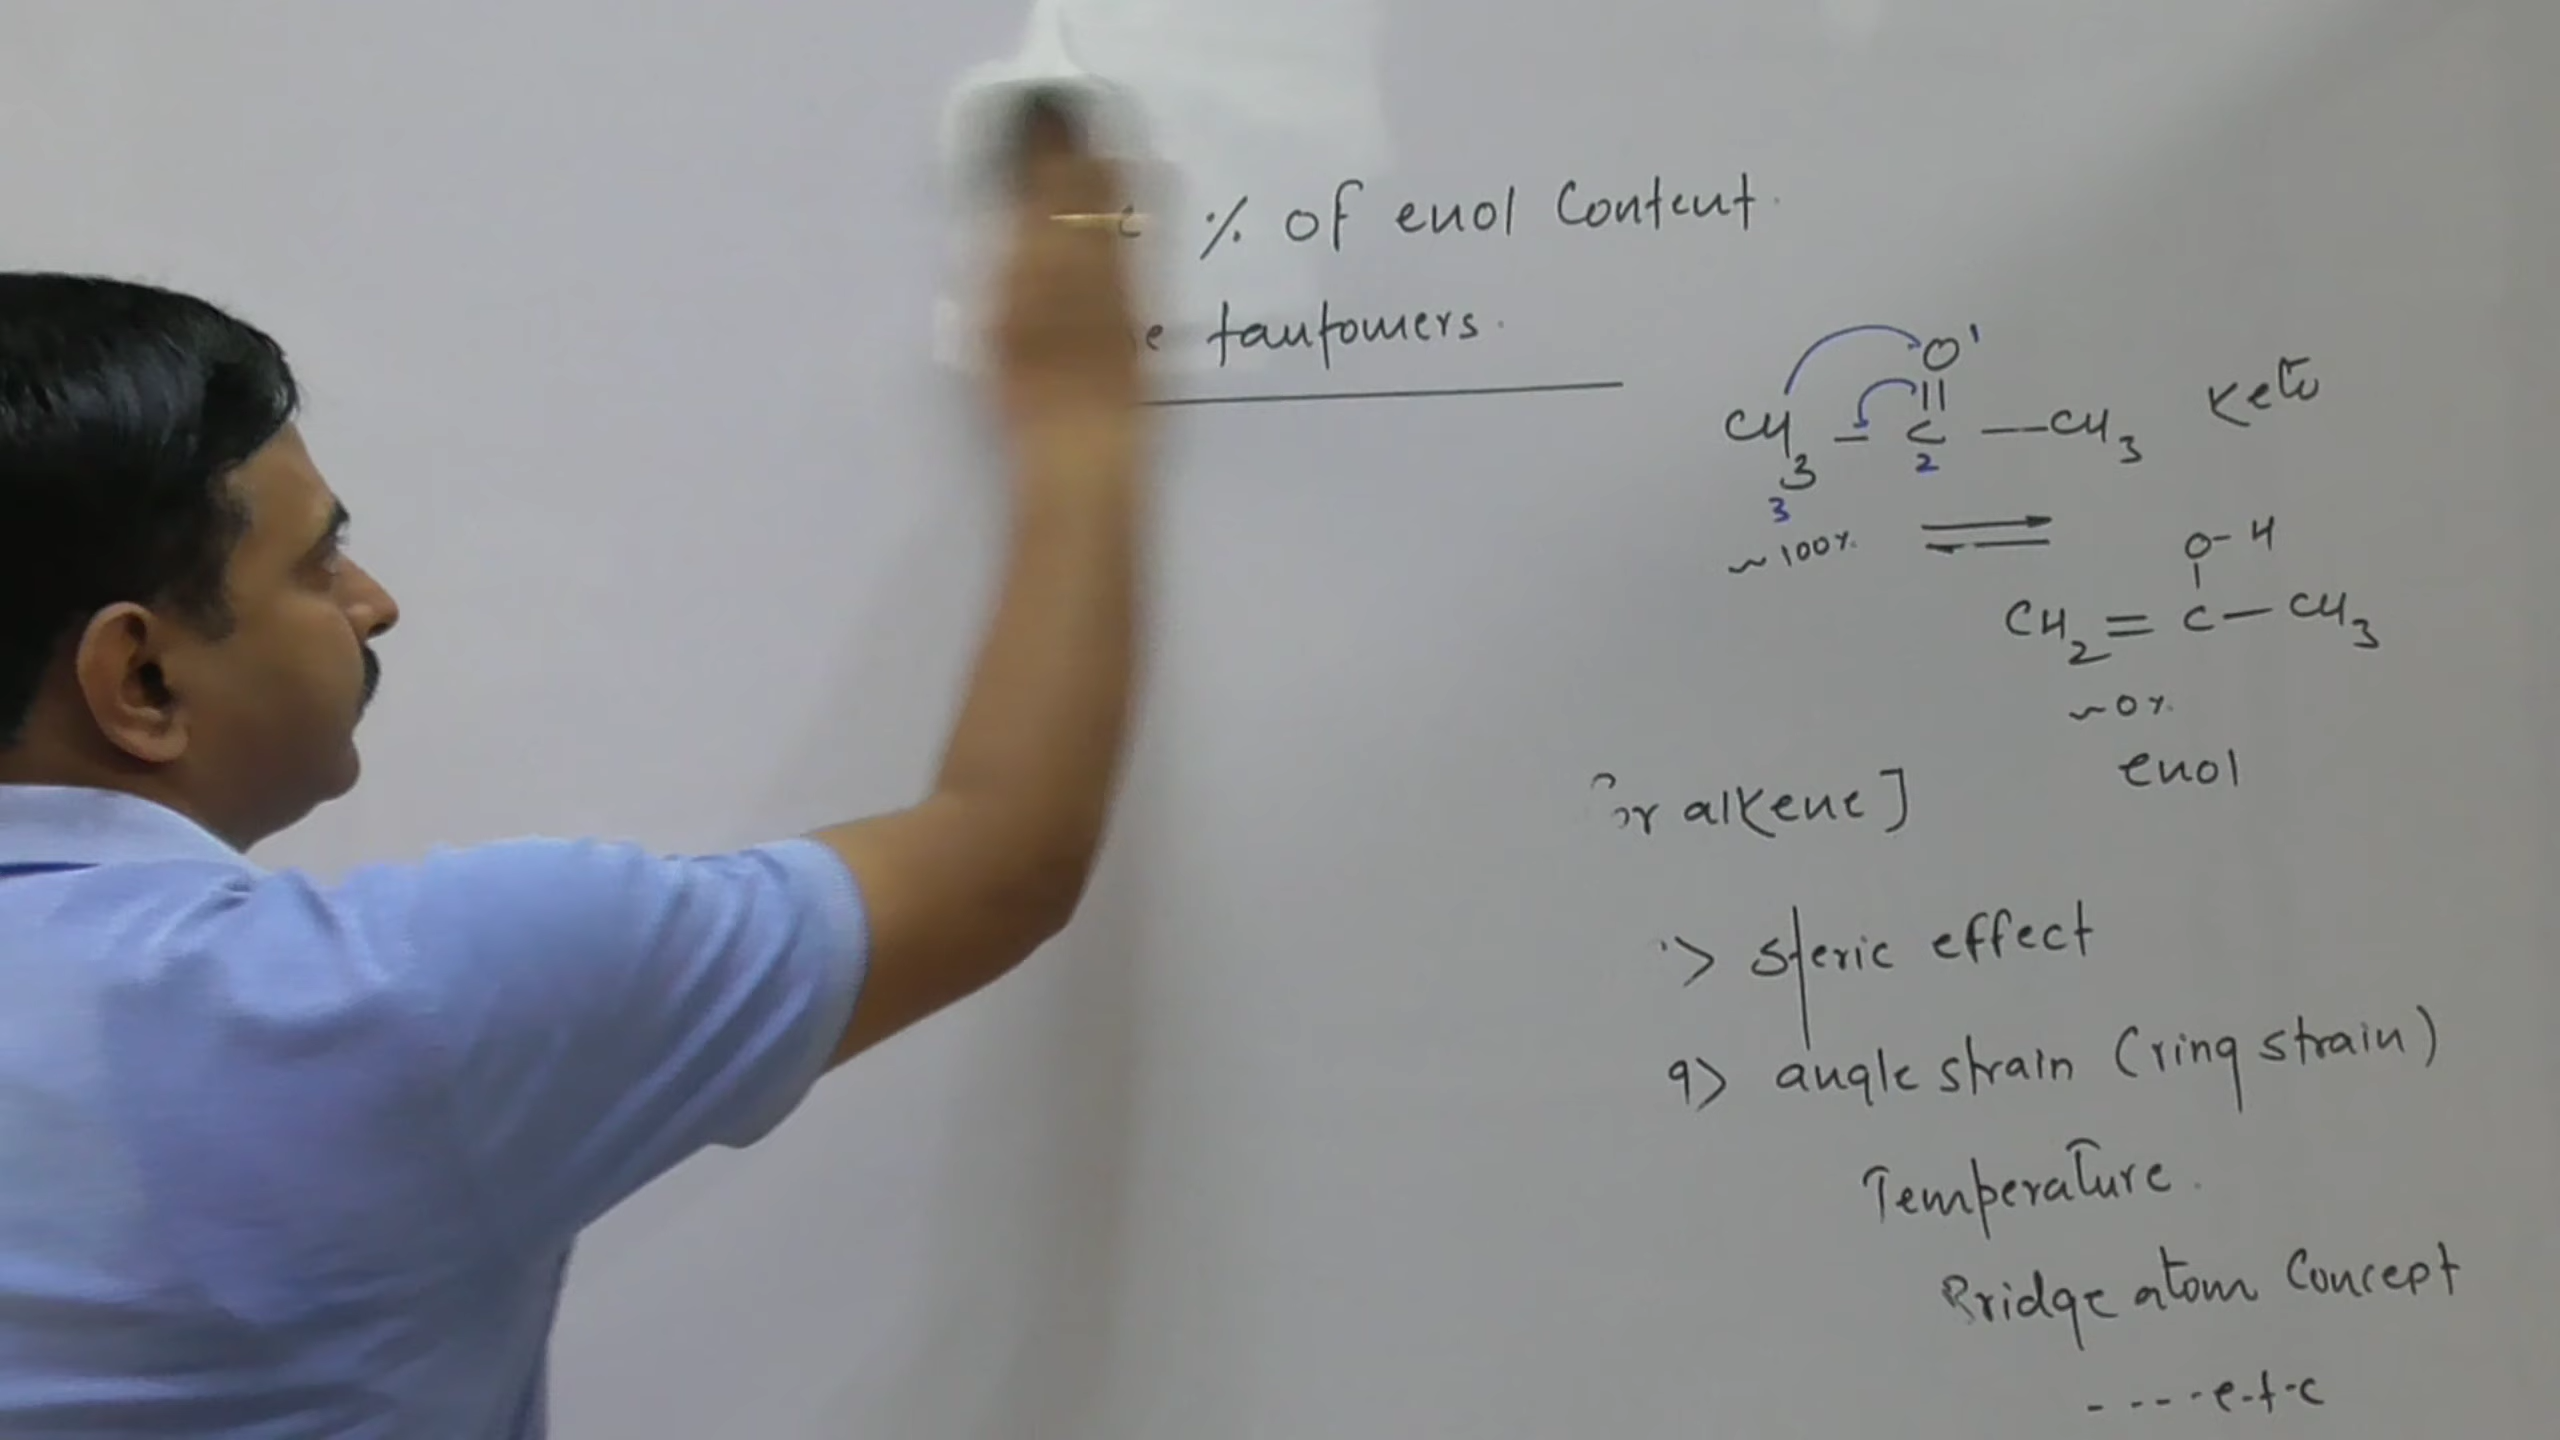 % of enol Content.
e tautomers.
O 1
CH3 - C - CH3 Keto
3 2
~100%
O-H
CH2 = C - CH3
~0%
enol
or alkene]
> steric effect
9> angle strain (ring strain)
Temperature.
Bridge atom Concept
- - - - e-t-c